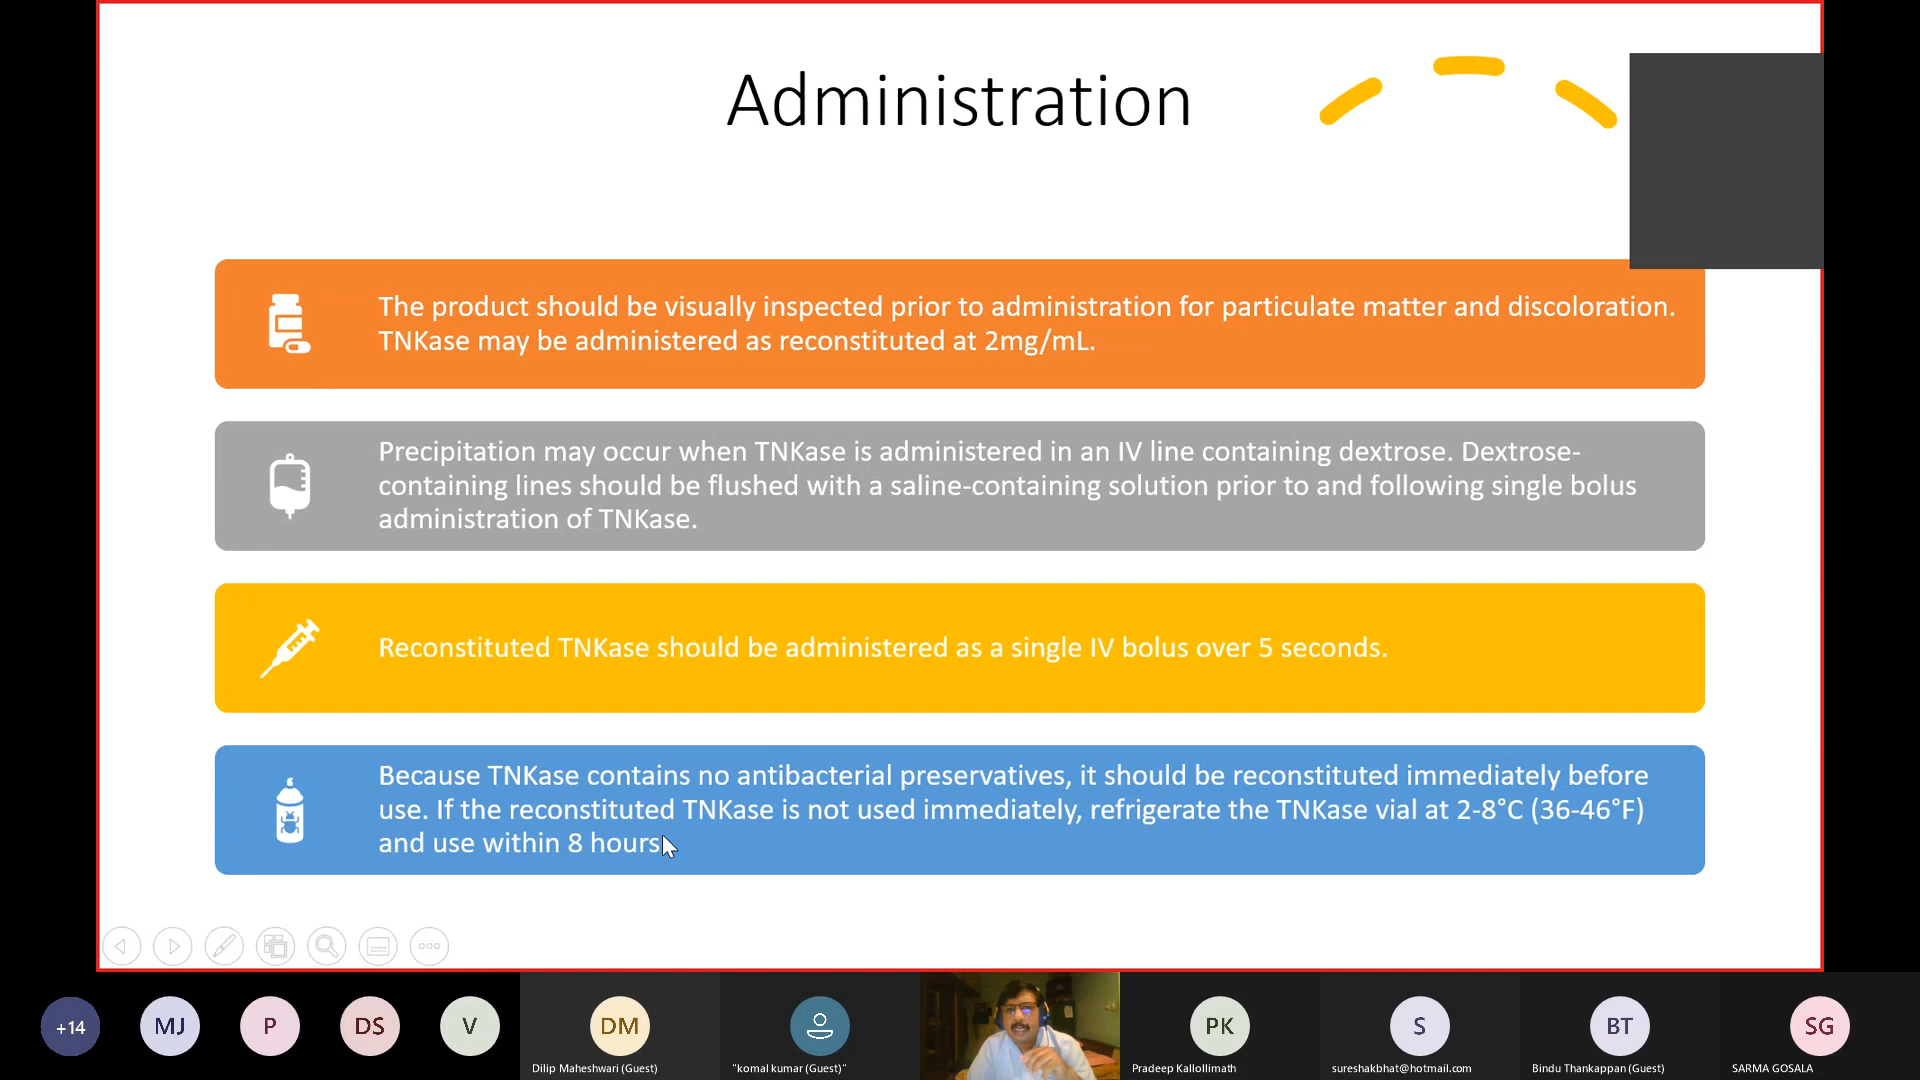 Administration
The product should be visually inspected prior to administration for particulate matter and discoloration.
TNKase may be administered as reconstituted at 2mg/mL.
Precipitation may occur when TNKase is administered in an IV line containing dextrose. Dextrose-
containing lines should be flushed with a saline-containing solution prior to and following single bolus
administration of TNKase.
Reconstituted TNKase should be administered as a single IV bolus over 5 seconds.
Because TNKase contains no antibacterial preservatives, it should be reconstituted immediately before
use. If the reconstituted TNKase is not used immediately, refrigerate the TNKase vial at 2-8°C (36-46°F)
and use within 8 hours
+14 MJ P DS V DM PK S BT SG
Dilip Maheshwari (Guest) "komal kumar (Guest)" Pradeep Kallollimath sureshakbhat@hotmail.com Bindu Thankappan (Guest) SARMA GOSALA